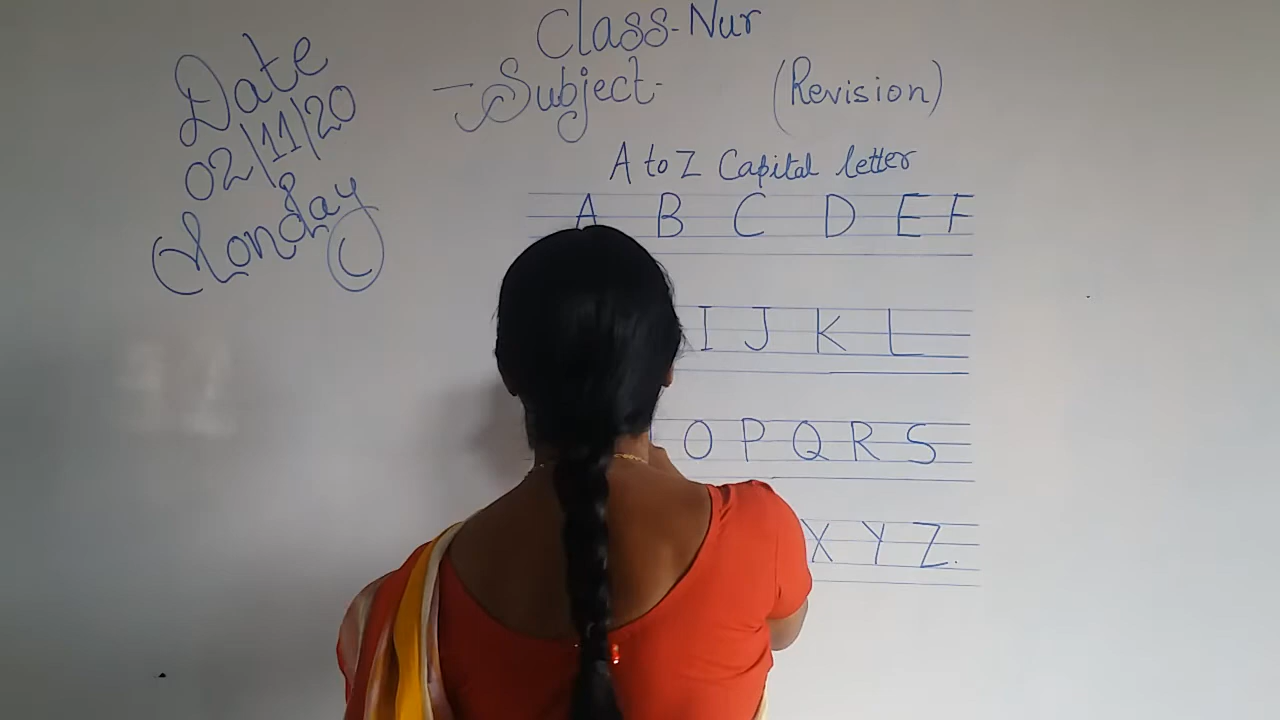 Class-Nur
Date
02/11/20
Monday
- Subject- (Revision)
A to Z Capital letter
A B C D E F
I J K L
O P Q R S
X Y Z.